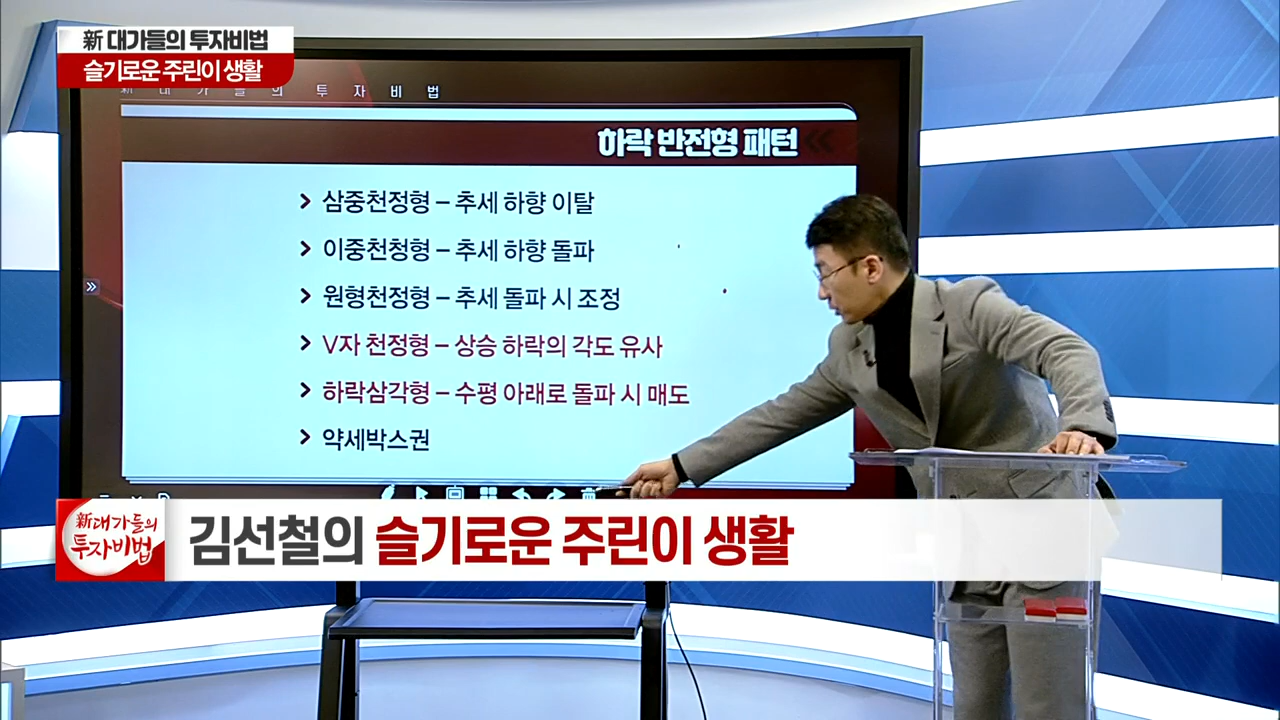 新 대가들의 투자비법
슬기로운 주린이 생활
新 대 가 들 의 투 자 비 법
하락 반전형 패턴
삼중천정형 – 추세 하향 이탈
이중천청형 – 추세 하향 돌파
원형천정형 – 추세 돌파 시 조정
V자 천정형 – 상승 하락의 각도 유사
하락삼각형 – 수평 아래로 돌파 시 매도
약세박스권
新 대가들의
투자비법
김선철의 슬기로운 주린이 생활